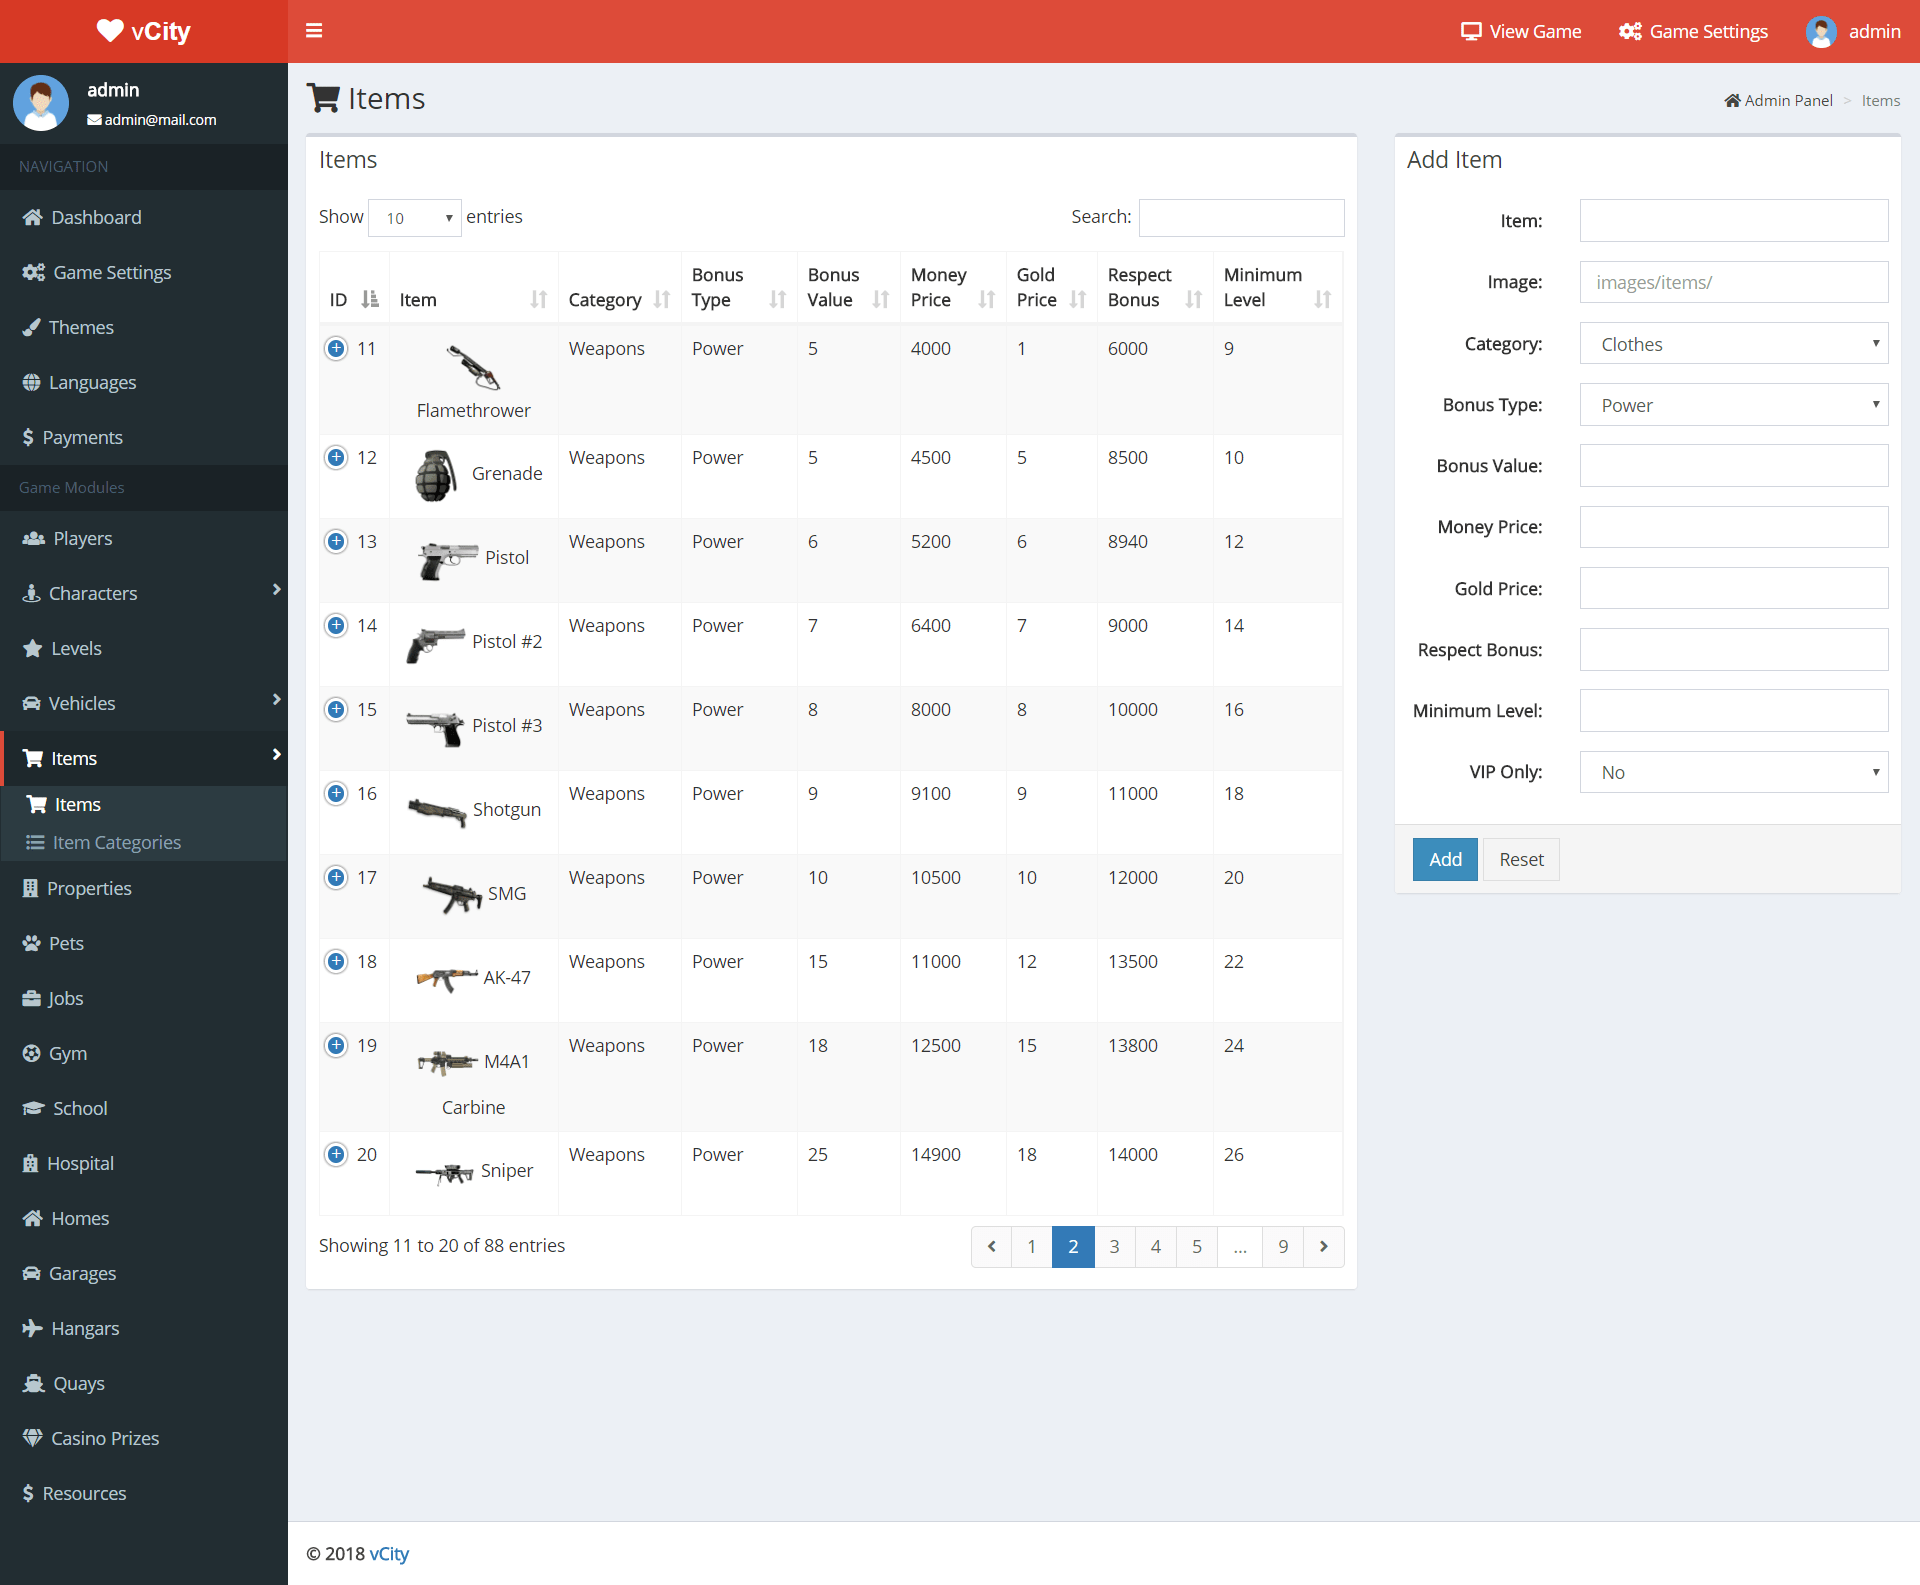 vCity
View Game
Game Settings
admin
admin
admin@mail.com
NAVIGATION
Dashboard
Game Settings
Themes
Languages
$ Payments
Game Modules
Players
Characters
Levels
Vehicles
Items
Items
Item Categories
Properties
Pets
Jobs
Gym
School
Hospital
Homes
Garages
Hangars
Quays
Casino Prizes
$ Resources
Items
Admin Panel > Items
Items
Show 10 entries
Search:
ID Item Category Bonus Type Bonus Value Money Price Gold Price Respect Bonus Minimum Level
11 Flamethrower Weapons Power 5 4000 1 6000 9
12 Grenade Weapons Power 5 4500 5 8500 10
13 Pistol Weapons Power 6 5200 6 8940 12
14 Pistol #2 Weapons Power 7 6400 7 9000 14
15 Pistol #3 Weapons Power 8 8000 8 10000 16
16 Shotgun Weapons Power 9 9100 9 11000 18
17 SMG Weapons Power 10 10500 10 12000 20
18 AK-47 Weapons Power 15 11000 12 13500 22
19 M4A1 Carbine Weapons Power 18 12500 15 13800 24
20 Sniper Weapons Power 25 14900 18 14000 26
Showing 11 to 20 of 88 entries
1 2 3 4 5 ... 9
Add Item
Item:
Image: images/items/
Category: Clothes
Bonus Type: Power
Bonus Value:
Money Price:
Gold Price:
Respect Bonus:
Minimum Level:
VIP Only: No
Add Reset
© 2018 vCity